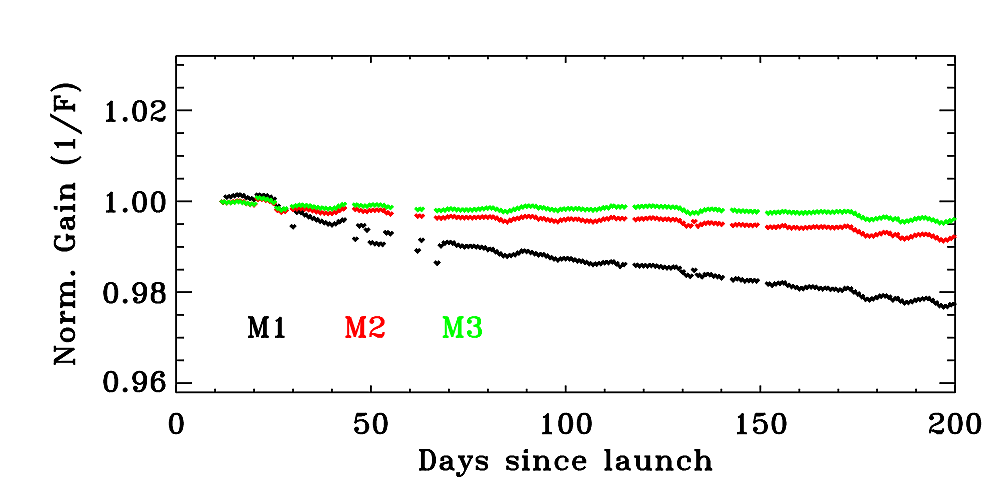 Norm. Gain (1/F)
1.02
1.00
0.98
0.96
M1 M2 M3
0 50 100 150 200
Days since launch